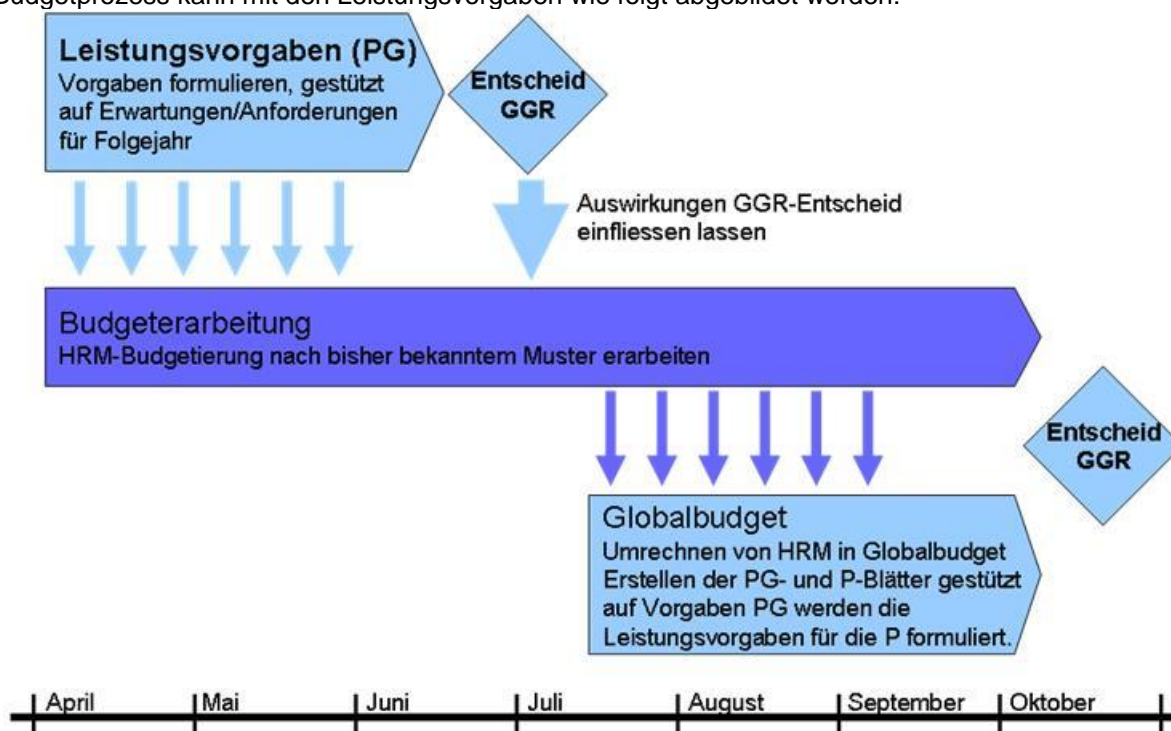 Budgetprozess kann mit den Leistungsvorgaben wie folgt abgebildet werden:
Leistungsvorgaben (PG)
Vorgaben formulieren, gestützt
auf Erwartungen/Anforderungen
für Folgejahr
Entscheid
GGR
Auswirkungen GGR-Entscheid
einfliessen lassen
Budgeterarbeitung
HRM-Budgetierung nach bisher bekanntem Muster erarbeiten
Entscheid
GGR
Globalbudget
Umrechnen von HRM in Globalbudget
Erstellen der PG- und P-Blätter gestützt
auf Vorgaben PG werden die
Leistungsvorgaben für die P formuliert.
April Mai Juni Juli August September Oktober